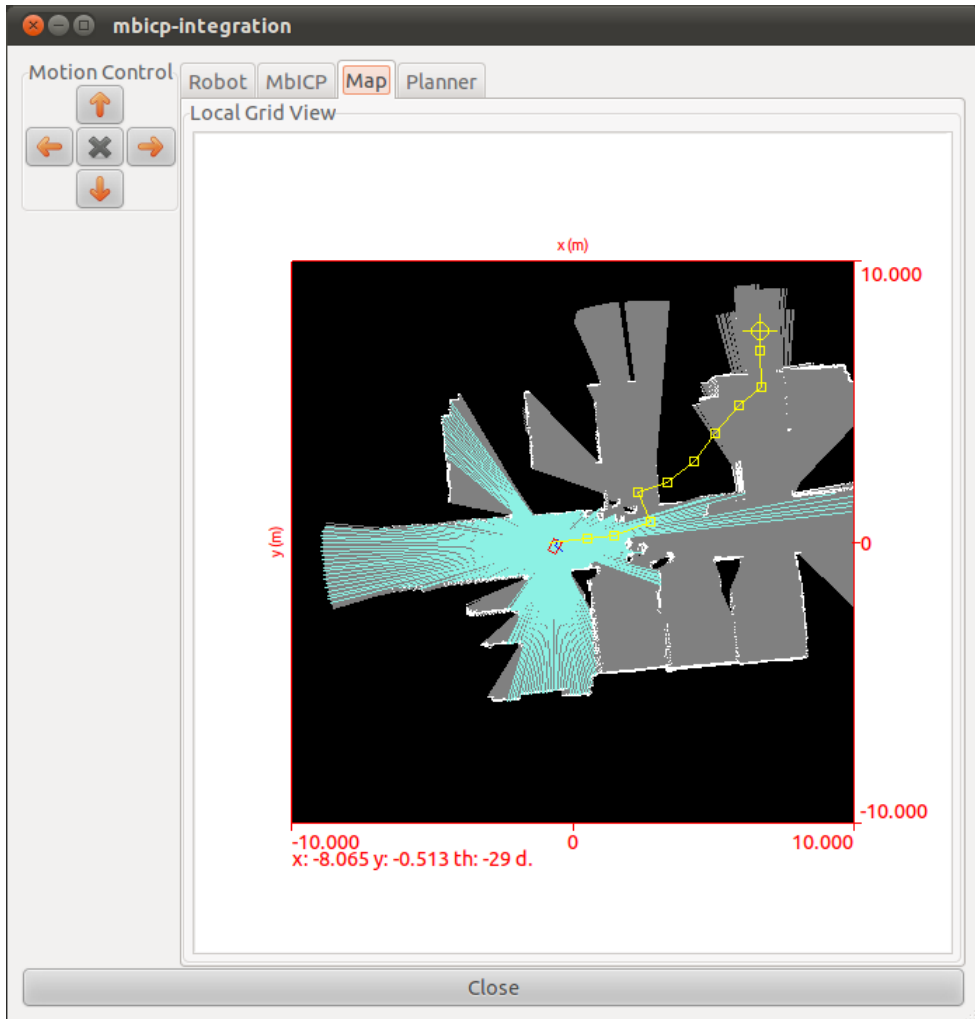 mbicp-integration
Motion Control
Robot MbICP Map Planner
Local Grid View
x (m)
10.000
y (m)
0
-10.000
-10.000 0 10.000
x: -8.065 y: -0.513 th: -29 d.
Close